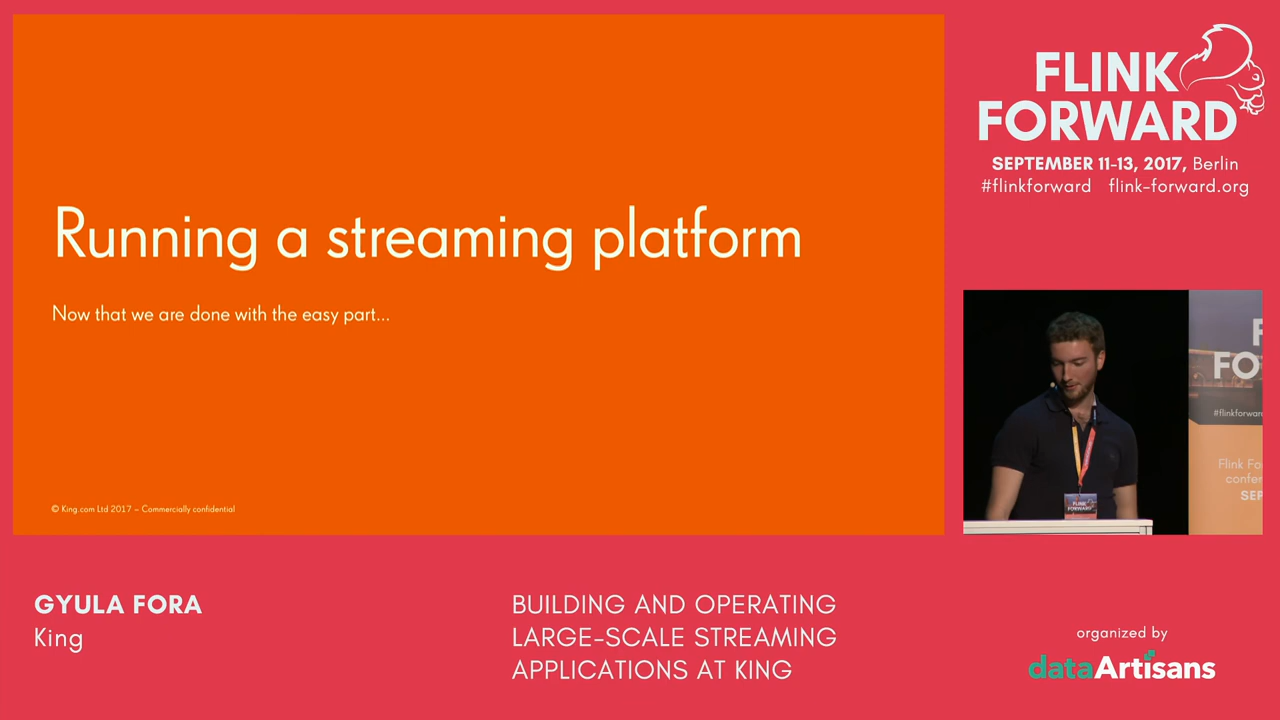 Running a streaming platform
Now that we are done with the easy part...
© King.com Ltd 2017 – Commercially confidential
FLINK
FORWARD
SEPTEMBER 11-13, 2017, Berlin
#flinkforward flink-forward.org
FLINK
FORWARD
#flinkforward
GYULA FORA
King
BUILDING AND OPERATING
LARGE-SCALE STREAMING
APPLICATIONS AT KING
organized by
dataArtisans